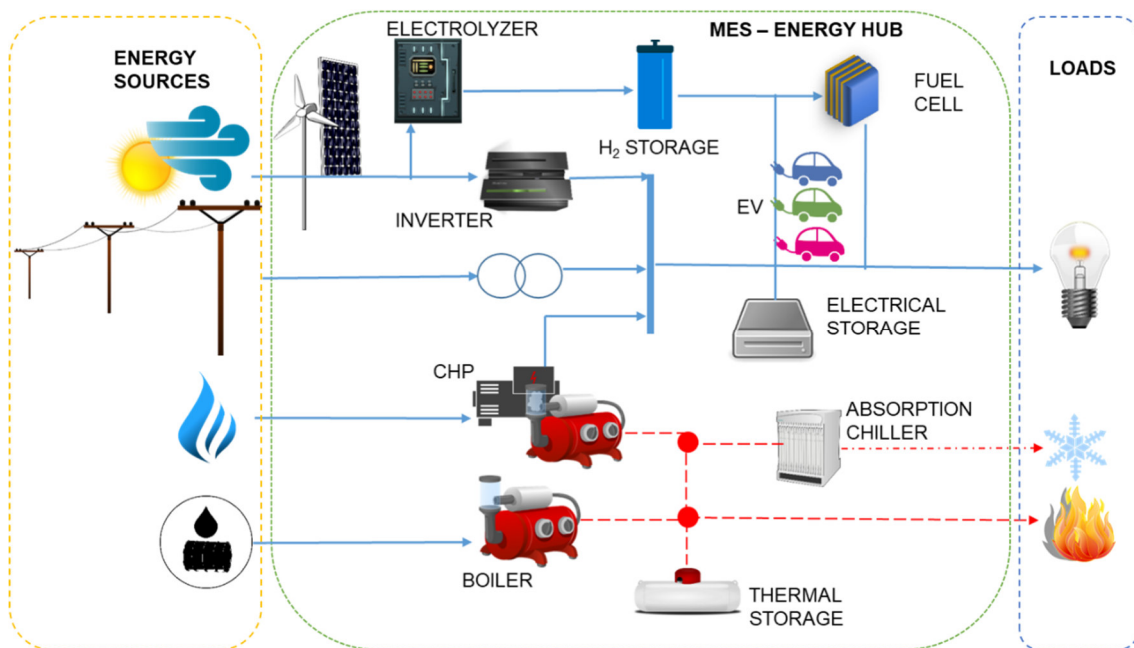 ENERGY
SOURCES
ELECTROLYZER
MES – ENERGY HUB
LOADS
FUEL
CELL
H₂ STORAGE
INVERTER
EV
ELECTRICAL
STORAGE
CHP
ABSORPTION
CHILLER
BOILER
THERMAL
STORAGE